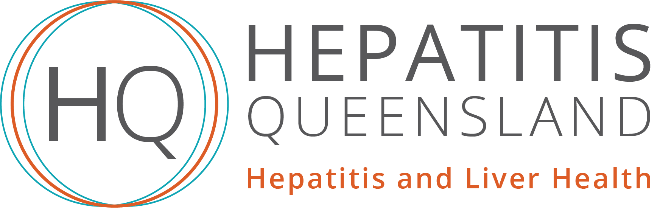 HQ
HEPATITIS
QUEENSLAND
Hepatitis and Liver Health